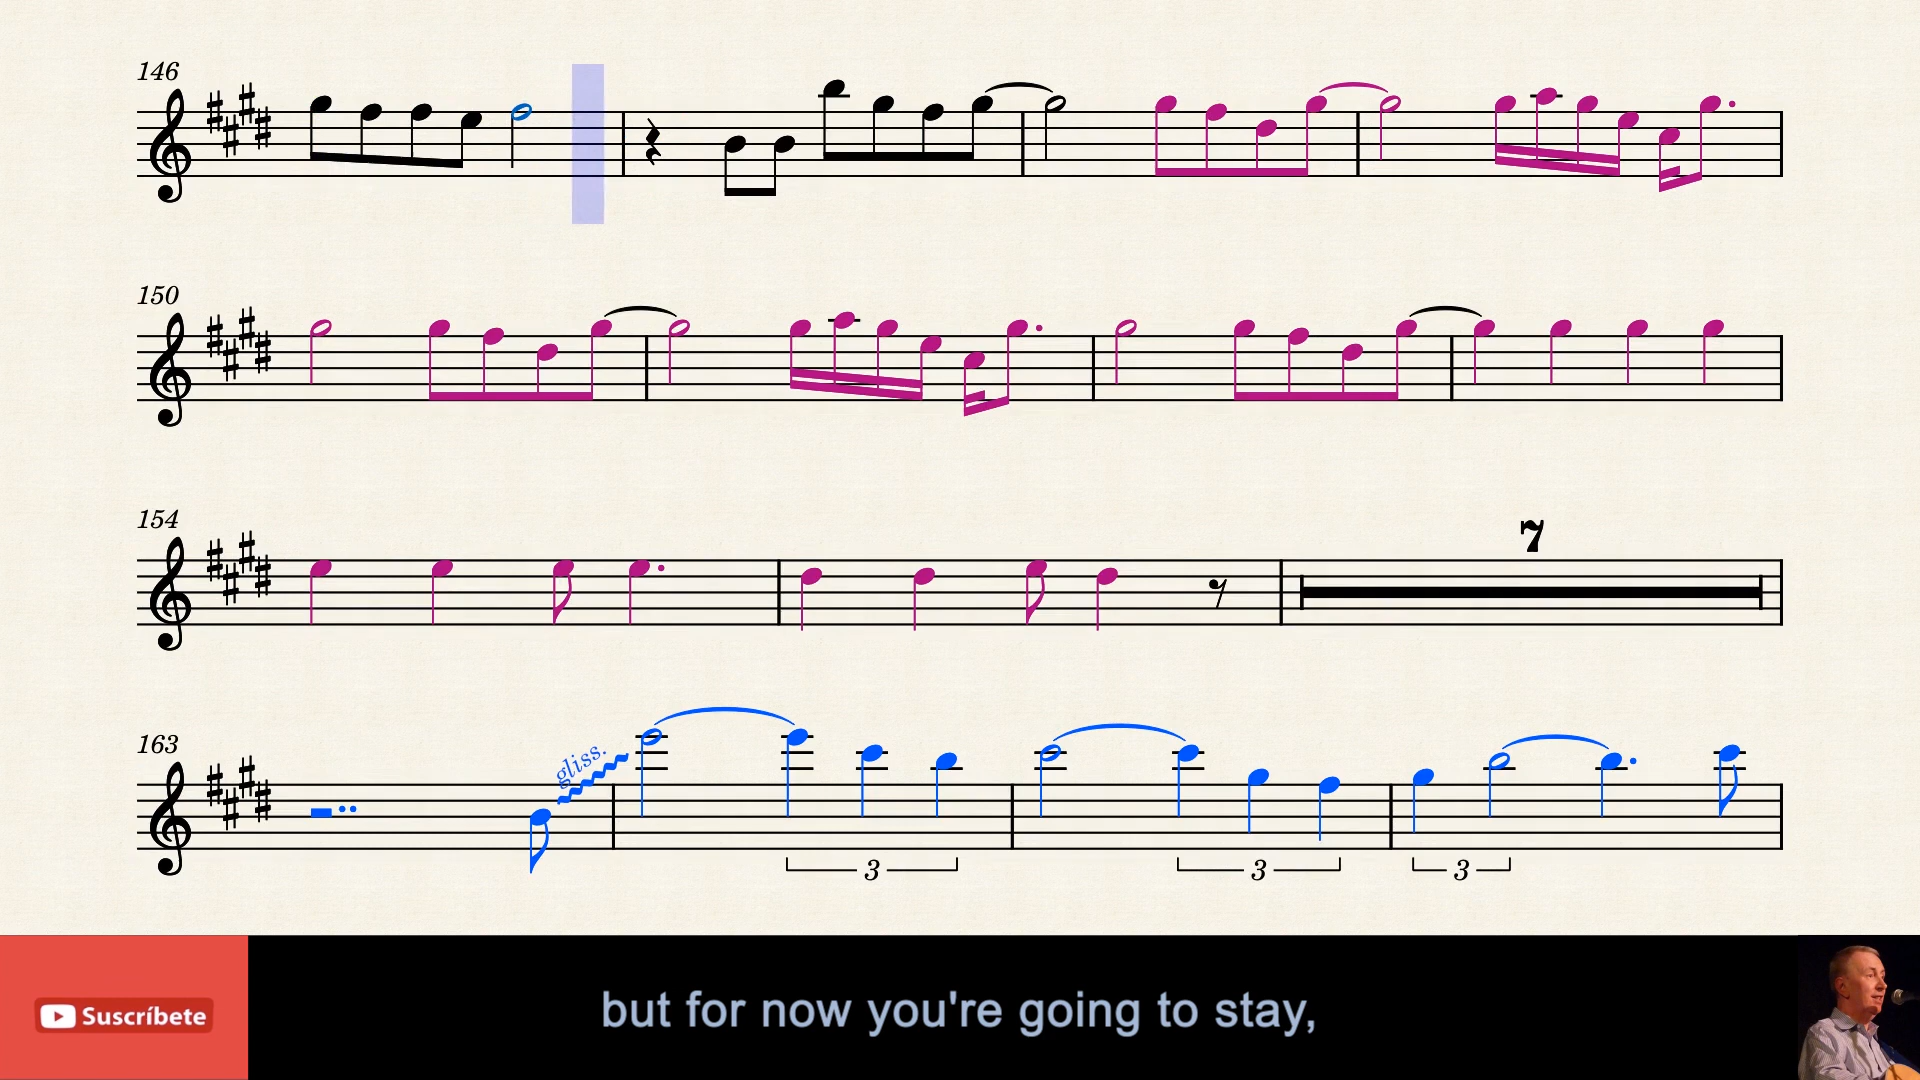 146
150
154
7
163
gliss.
3
3
3
Suscríbete
but for now you're going to stay,